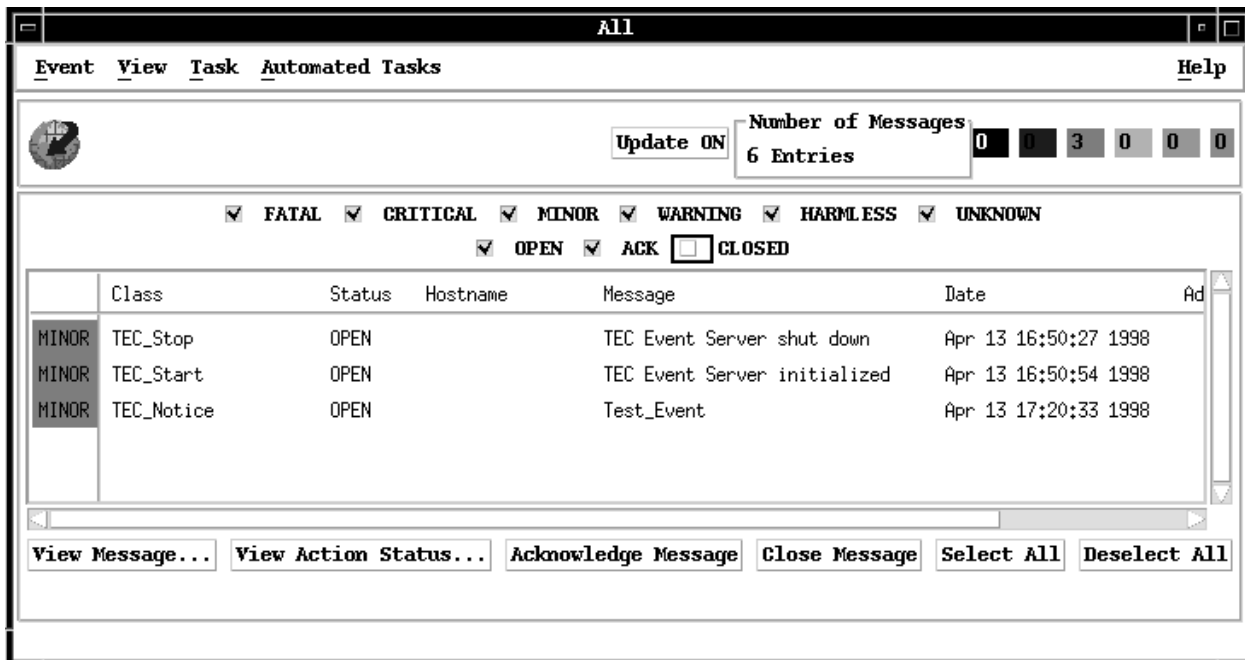 All
Event View Task Automated Tasks Help
Number of Messages
Update ON 6 Entries 0 0 3 0 0 0
FATAL CRITICAL MINOR WARNING HARMLESS UNKNOWN
OPEN ACK CLOSED
Class Status Hostname Message Date Ad
MINOR TEC_Stop OPEN TEC Event Server shut down Apr 13 16:50:27 1998
MINOR TEC_Start OPEN TEC Event Server initialized Apr 13 16:50:54 1998
MINOR TEC_Notice OPEN Test_Event Apr 13 17:20:33 1998
View Message... View Action Status... Acknowledge Message Close Message Select All Deselect All